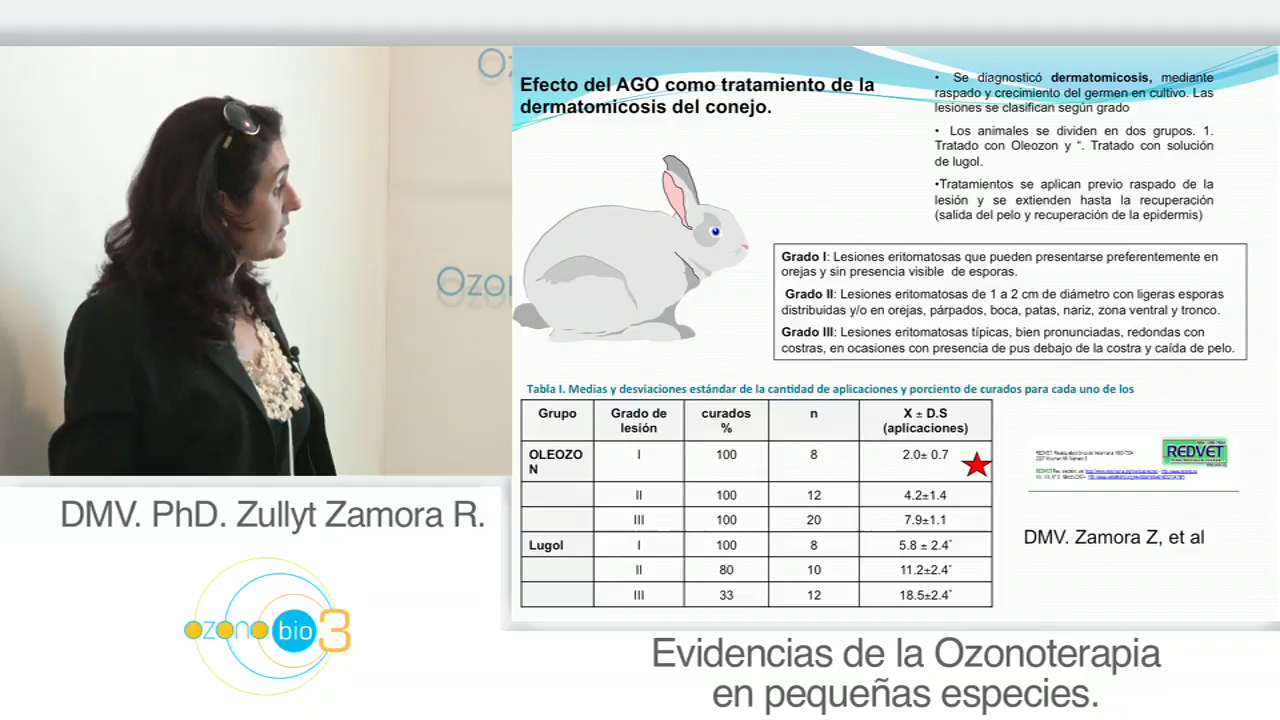 Efecto del AGO como tratamiento de la
dermatomicosis del conejo.
• Se diagnosticó dermatomicosis, mediante
raspado y crecimiento del germen en cultivo. Las
lesiones se clasifican según grado
• Los animales se dividen en dos grupos. 1.
Tratado con Oleozon y “. Tratado con solución
de lugol.
•Tratamientos se aplican previo raspado de la
lesión y se extienden hasta la recuperación
(salida del pelo y recuperación de la epidermis)
Grado I: Lesiones eritomatosas que pueden presentarse preferentemente en
orejas y sin presencia visible de esporas.
Grado II: Lesiones eritomatosas de 1 a 2 cm de diámetro con ligeras esporas
distribuidas y/o en orejas, párpados, boca, patas, nariz, zona ventral y tronco.
Grado III: Lesiones eritomatosas típicas, bien pronunciadas, redondas con
costras, en ocasiones con presencia de pus debajo de la costra y caída de pelo.
Tabla I. Medias y desviaciones estándar de la cantidad de aplicaciones y porciento de curados para cada uno de los
Grupo Grado de lesión curados % n X ± D.S (aplicaciones)
OLEOZO
N I 100 8 2.0± 0.7
II 100 12 4.2±1.4
III 100 20 7.9±1.1
Lugol I 100 8 5.8 ± 2.4*
II 80 10 11.2±2.4*
III 33 12 18.5±2.4*
REDVET
DMV. Zamora Z, et al
DMV. PhD. Zullyt Zamora R.
ozono bio 3
Evidencias de la Ozonoterapia
en pequeñas especies.